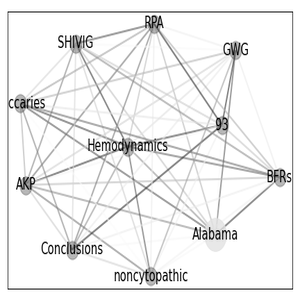 RPA
SHIVIG
GWG
ccaries
93
Hemodynamics
AKP
BFRs
Alabama
Conclusions
noncytopathic